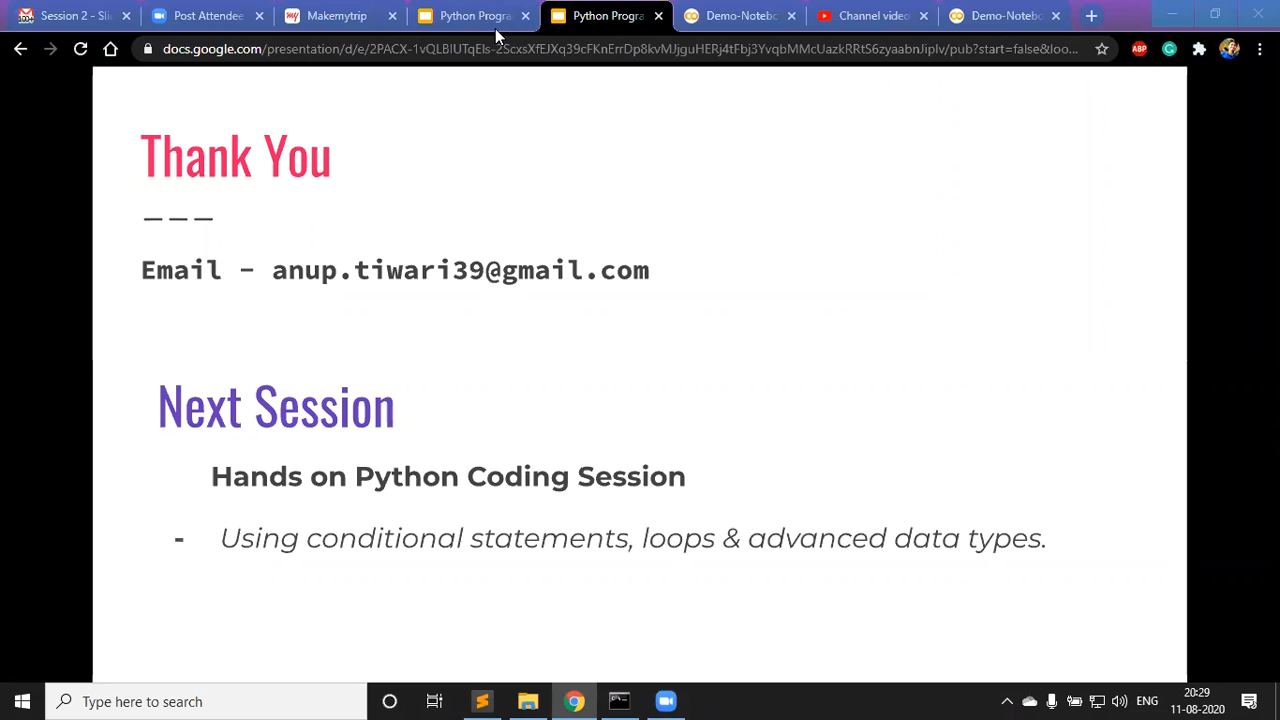 Session 2 - Sli
Post Attendee
Makemytrip
Python Progra
Python Progra
Demo-Notebo
Channel video
Demo-Notebo
docs.google.com/presentation/d/e/2PACX-1vQLBIUTqEls-2ScxsXfEJXq39cFKnErrDp8kvMJjguHERj4tFbj3YvqbMMcUazkRRtS6zyaabnJiplv/pub?start=false&loo...
ABP
Thank You
———
Email - anup.tiwari39@gmail.com
Next Session
Hands on Python Coding Session
- Using conditional statements, loops & advanced data types.
Type here to search
ENG
20:29
11-08-2020